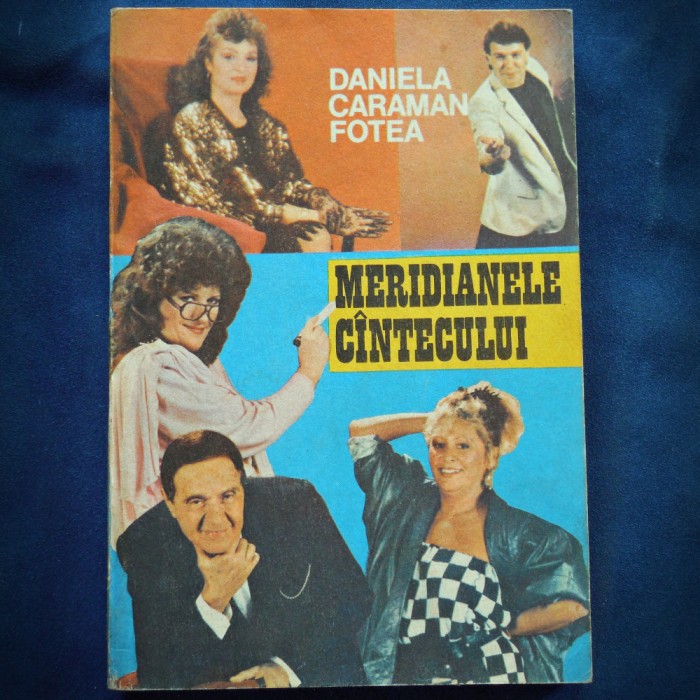 DANIELA
CARAMAN
FOTEA
MERIDIANELE
CÎNTECULUI